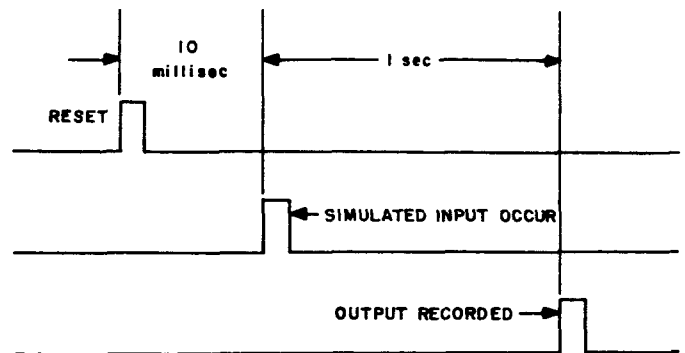 10
millisec
1 sec
RESET
SIMULATED INPUT OCCUR
OUTPUT RECORDED